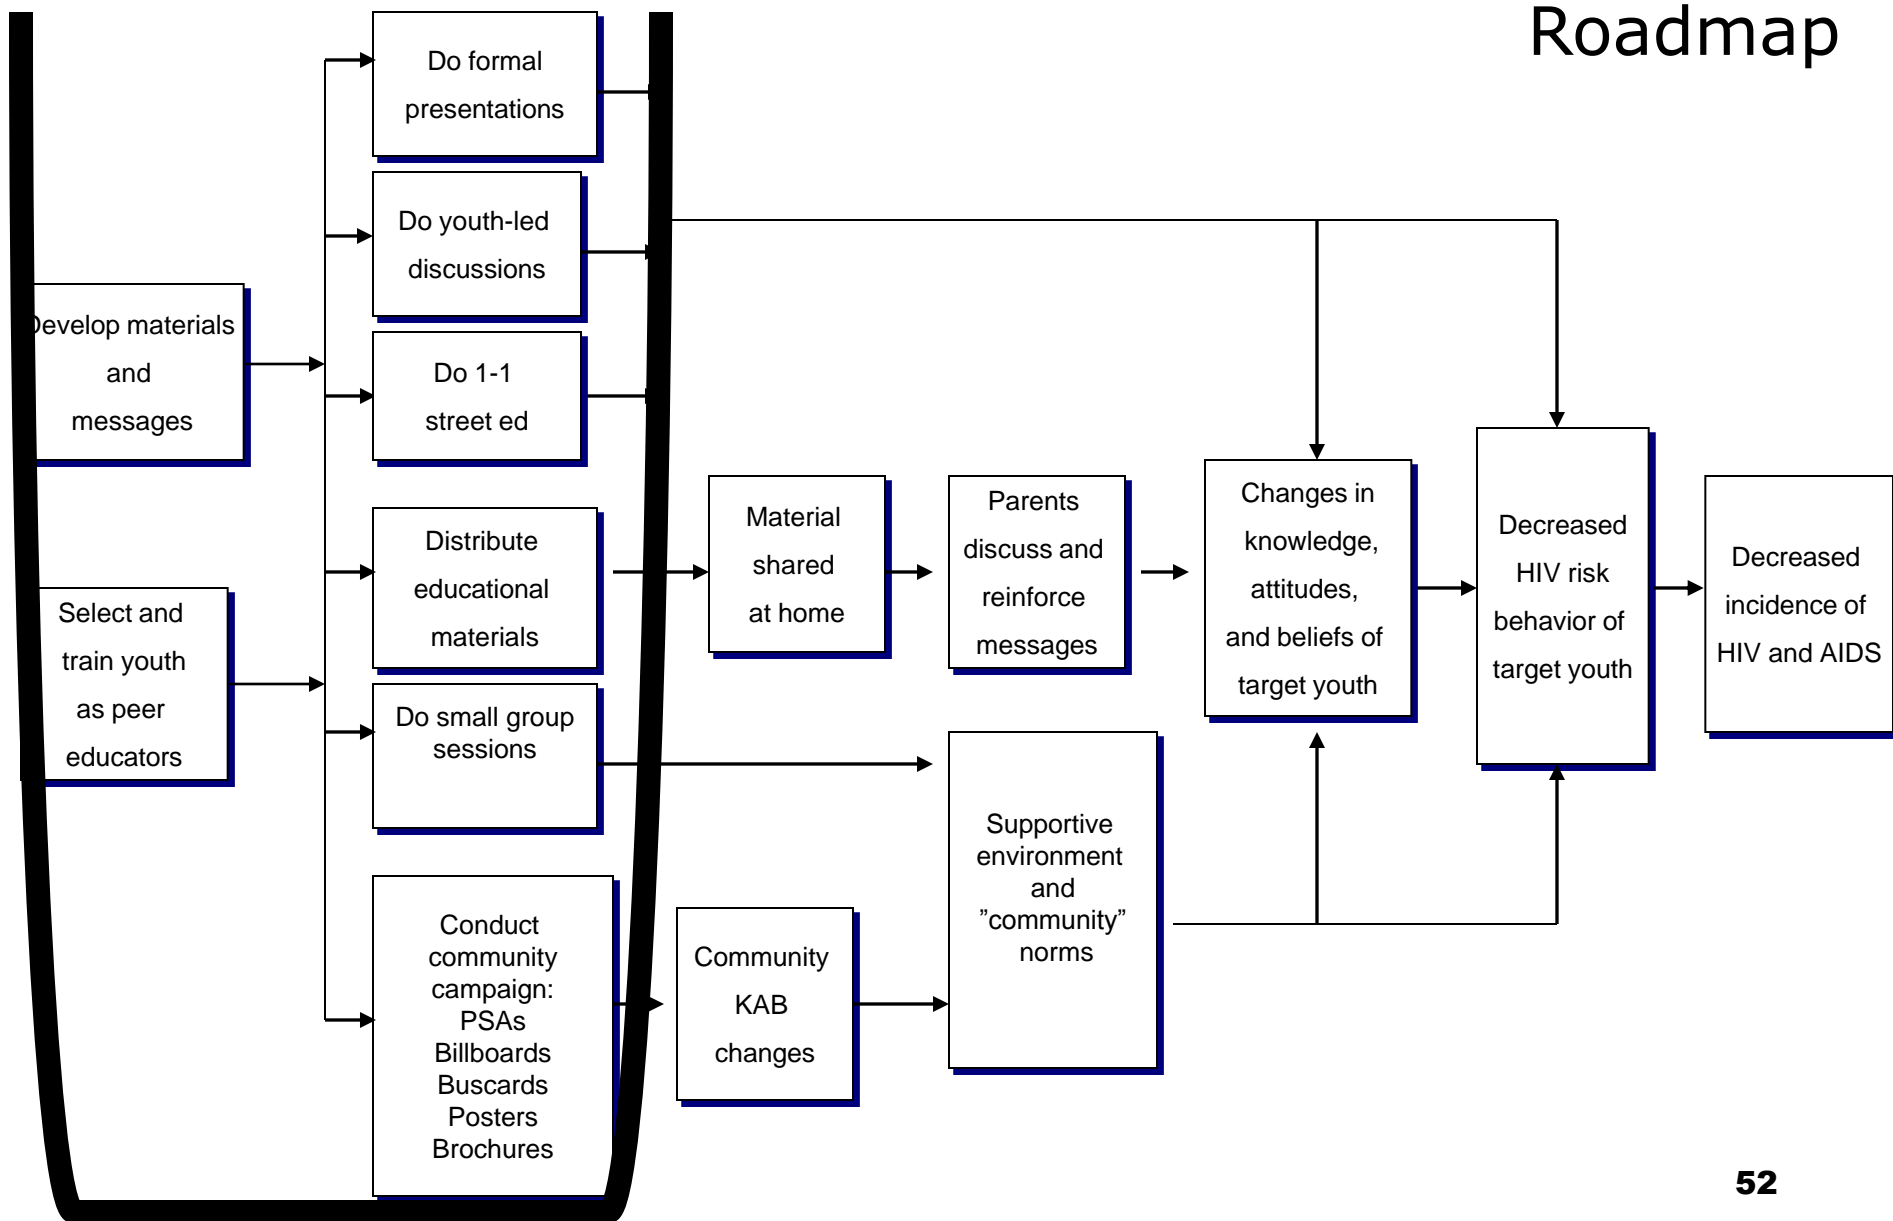 Roadmap
Do formal
presentations
Do youth-led
discussions
Develop materials
and
messages
Do 1-1
street ed
Distribute
educational
materials
Material
shared
at home
Parents
discuss and
reinforce
messages
Changes in
knowledge,
attitudes,
and beliefs of
target youth
Decreased
HIV risk
behavior of
target youth
Decreased
incidence of
HIV and AIDS
Select and
train youth
as peer
educators
Do small group
sessions
Supportive
environment
and
”community”
norms
Conduct
community
campaign:
PSAs
Billboards
Buscards
Posters
Brochures
Community
KAB
changes
52